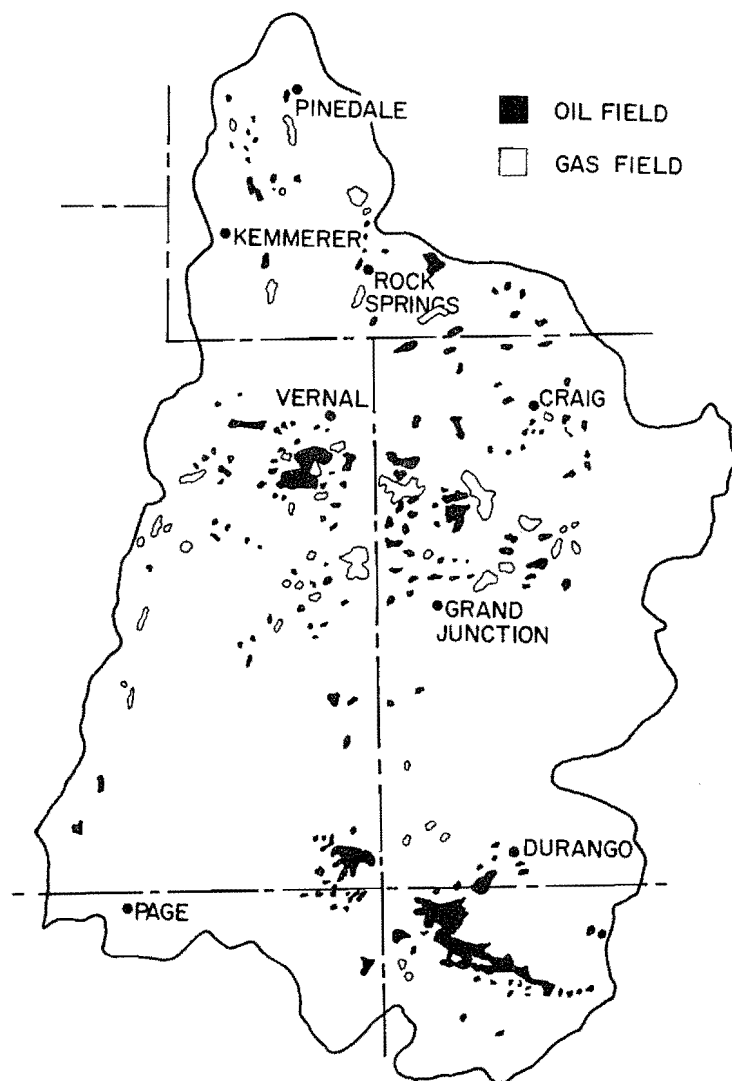 PINEDALE
OIL FIELD
GAS FIELD
KEMMERER
ROCK
SPRINGS
VERNAL
CRAIG
GRAND
JUNCTION
DURANGO
PAGE